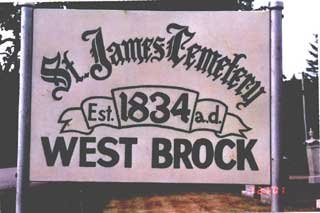 St. James Cemetery
Est. 1834 a.d.
WEST BROCK